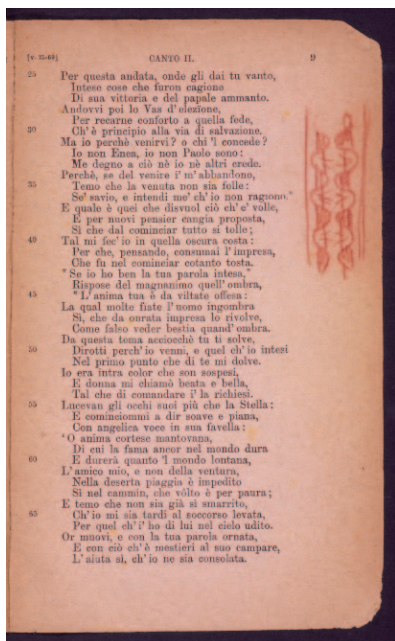 [v. 25-69] CANTO II. 9
25 Per questa andata, onde gli dai tu vanto,
Intese cose che furon cagione
Di sua vittoria e del papale ammanto.
Andovvi poi lo Vas d' elezione,
Per recarne conforto a quella fede,
30 Ch' è principio alla via di salvazione.
Ma io perchè venirvi? o chi 'l concede?
Io non Enea, io non Paolo sono:
Me degno a ciò nè io nè altri crede.
Perchè, se del venire i' m' abbandono,
35 Temo che la venuta non sia folle:
Se' savio, e intendi me' ch' io non ragiono."
E quale è quei che disvuol ciò ch' e' volle,
E per nuovi pensier cangia proposta,
Sì che dal cominciar tutto si tolle;
40 Tal mi fec' io in quella oscura costa:
Per che, pensando, consumai l' impresa,
Che fu nel cominciar cotanto tosta.
"Se io ho ben la tua parola intesa,"
Rispose del magnanimo quell' ombra,
45 "L' anima tua è da viltate offesa:
La qual molte fiate l' uomo ingombra
Sì, che da onrata impresa lo rivolve,
Come falso veder bestia quand' ombra.
Da questa tema acciocchè tu ti solve,
50 Dirotti perch' io venni, e quel ch' io intesi
Nel primo punto che di te mi dolve.
Io era intra color che son sospesi,
E donna mi chiamò beata e bella,
Tal che di comandare i' la richiesi.
55 Lucevan gli occhi suoi più che la Stella:
E cominciommi a dir soave e piana,
Con angelica voce in sua favella:
'O anima cortese mantovana,
Di cui la fama ancor nel mondo dura
60 E durerà quanto 'l mondo lontana,
L' amico mio, e non della ventura,
Nella deserta piaggia è impedito
Sì nel cammin, che vòlto è per paura;
E temo che non sia già sì smarrito,
65 Ch' io mi sia tardi al soccorso levata,
Per quel ch' i' ho di lui nel cielo udito.
Or muovi, e con la tua parola ornata,
E con ciò ch' è mestieri al suo campare,
L' aiuta sì, ch' io ne sia consolata.